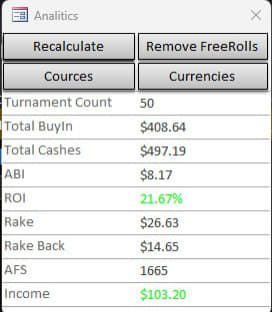 Analitics
Recalculate Remove FreeRolls
Cources Currencies
Turnament Count 50
Total BuyIn $408.64
Total Cashes $497.19
ABI $8.17
ROI 21.67%
Rake $26.63
Rake Back $14.65
AFS 1665
Income $103.20